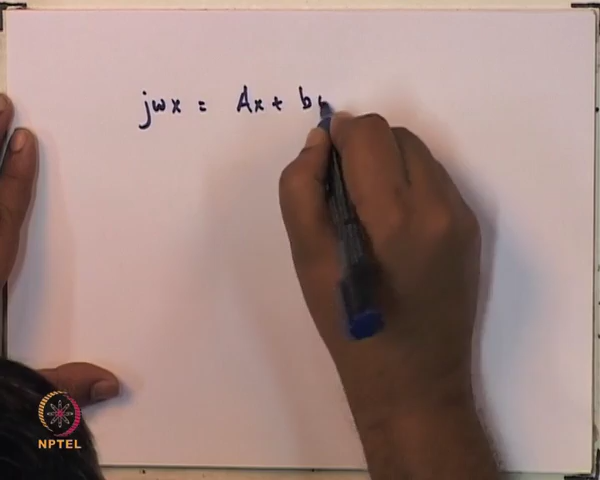 jωx = Ax + b
NPTEL